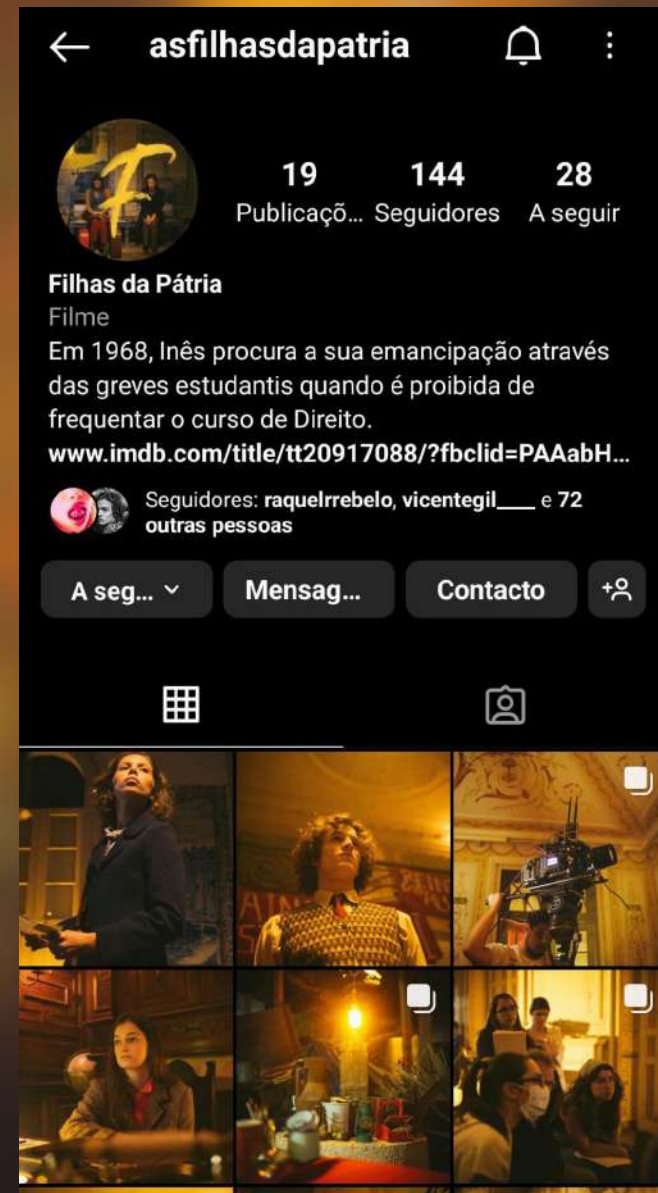 asfilhasdapatria
F
19 144 28
Publicaçõ... Seguidores A seguir
Filhas da Pátria
Filme
Em 1968, Inês procura a sua emancipação através
das greves estudantis quando é proibida de
frequentar o curso de Direito.
www.imdb.com/title/tt20917088/?fbclid=PAAabH...
Seguidores: raquelrrebelo, vicentegil____ e 72
outras pessoas
A seg... Mensag... Contacto